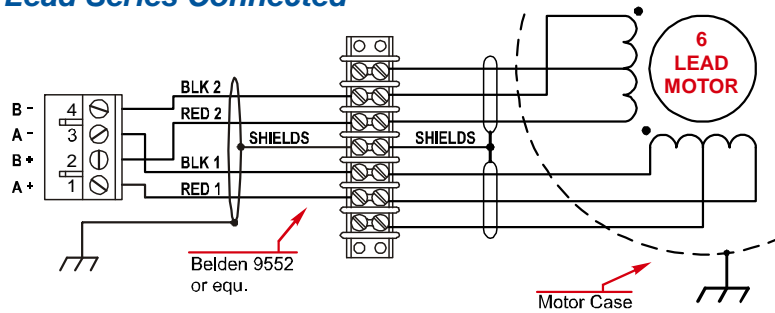 Lead Series Connected
6
LEAD
MOTOR
BLK 2
B - 4
RED 2
A - 3
SHIELDS
SHIELDS
B + 2
BLK 1
A + 1
RED 1
Belden 9552
or equ.
Motor Case